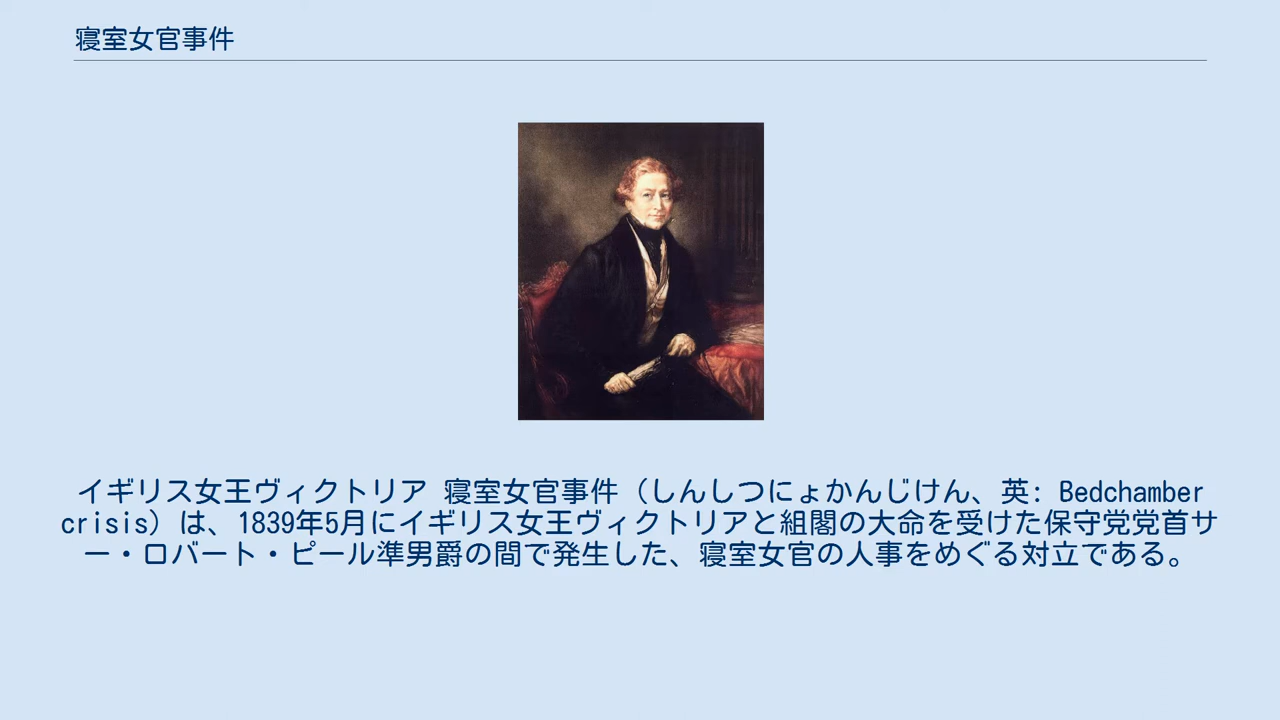 寝室女官事件
イギリス女王ヴィクトリア 寝室女官事件（しんしつにょかんじけん、英: Bedchamber
crisis）は、1839年5月にイギリス女王ヴィクトリアと組閣の大命を受けた保守党党首サ
ー・ロバート・ピール準男爵の間で発生した、寝室女官の人事をめぐる対立である。